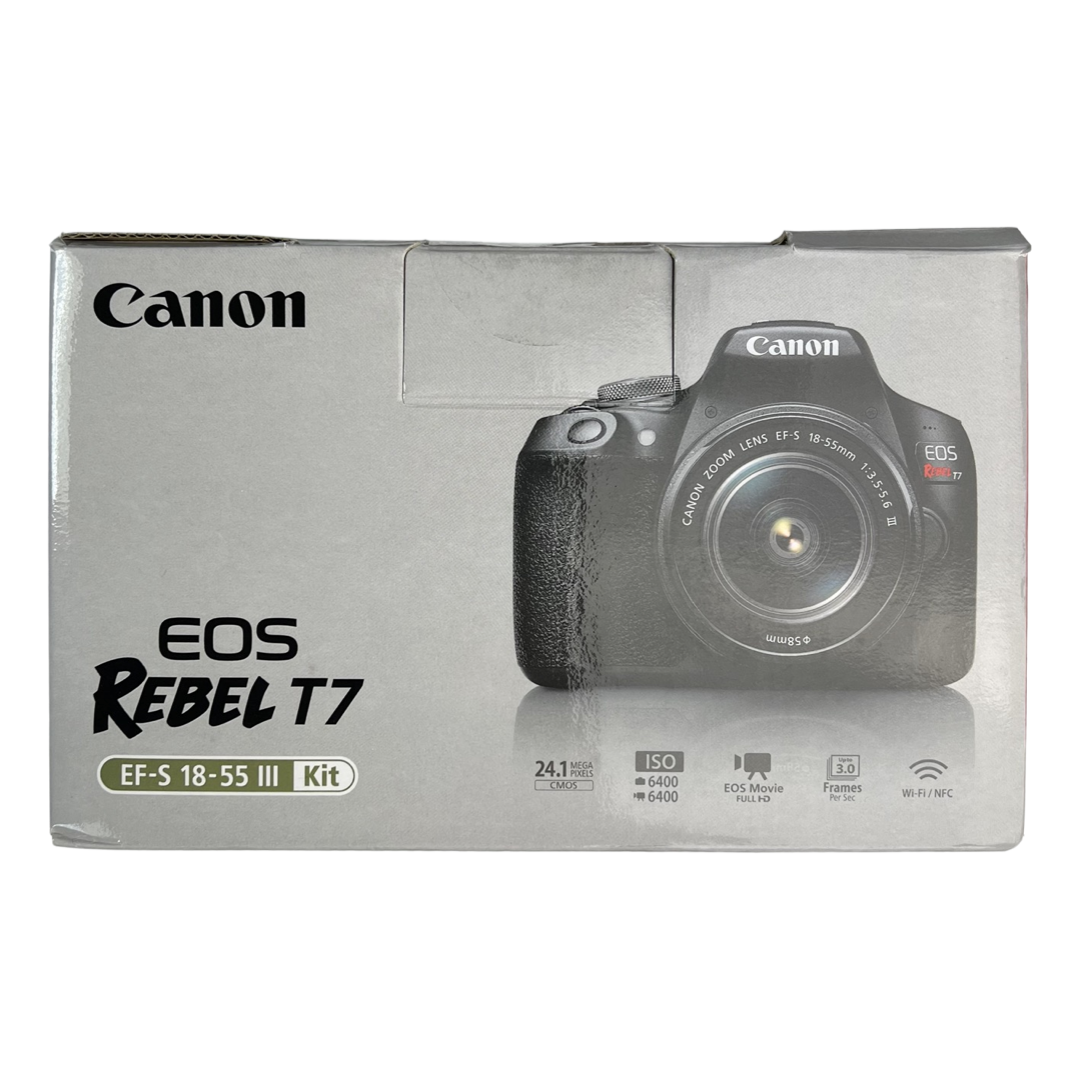 Canon
Canon
CANON ZOOM LENS EF-S 18-55mm 1:3.5-5.6 III
EOS
REBEL T7
Φ58mm
EOS
REBEL T7
EF-S 18-55 III Kit
24.1 MEGA PIXELS
CMOS
ISO
6400
6400
EOS Movie
FULL HD
Up to
3.0
Frames
Per Sec
Wi-Fi / NFC